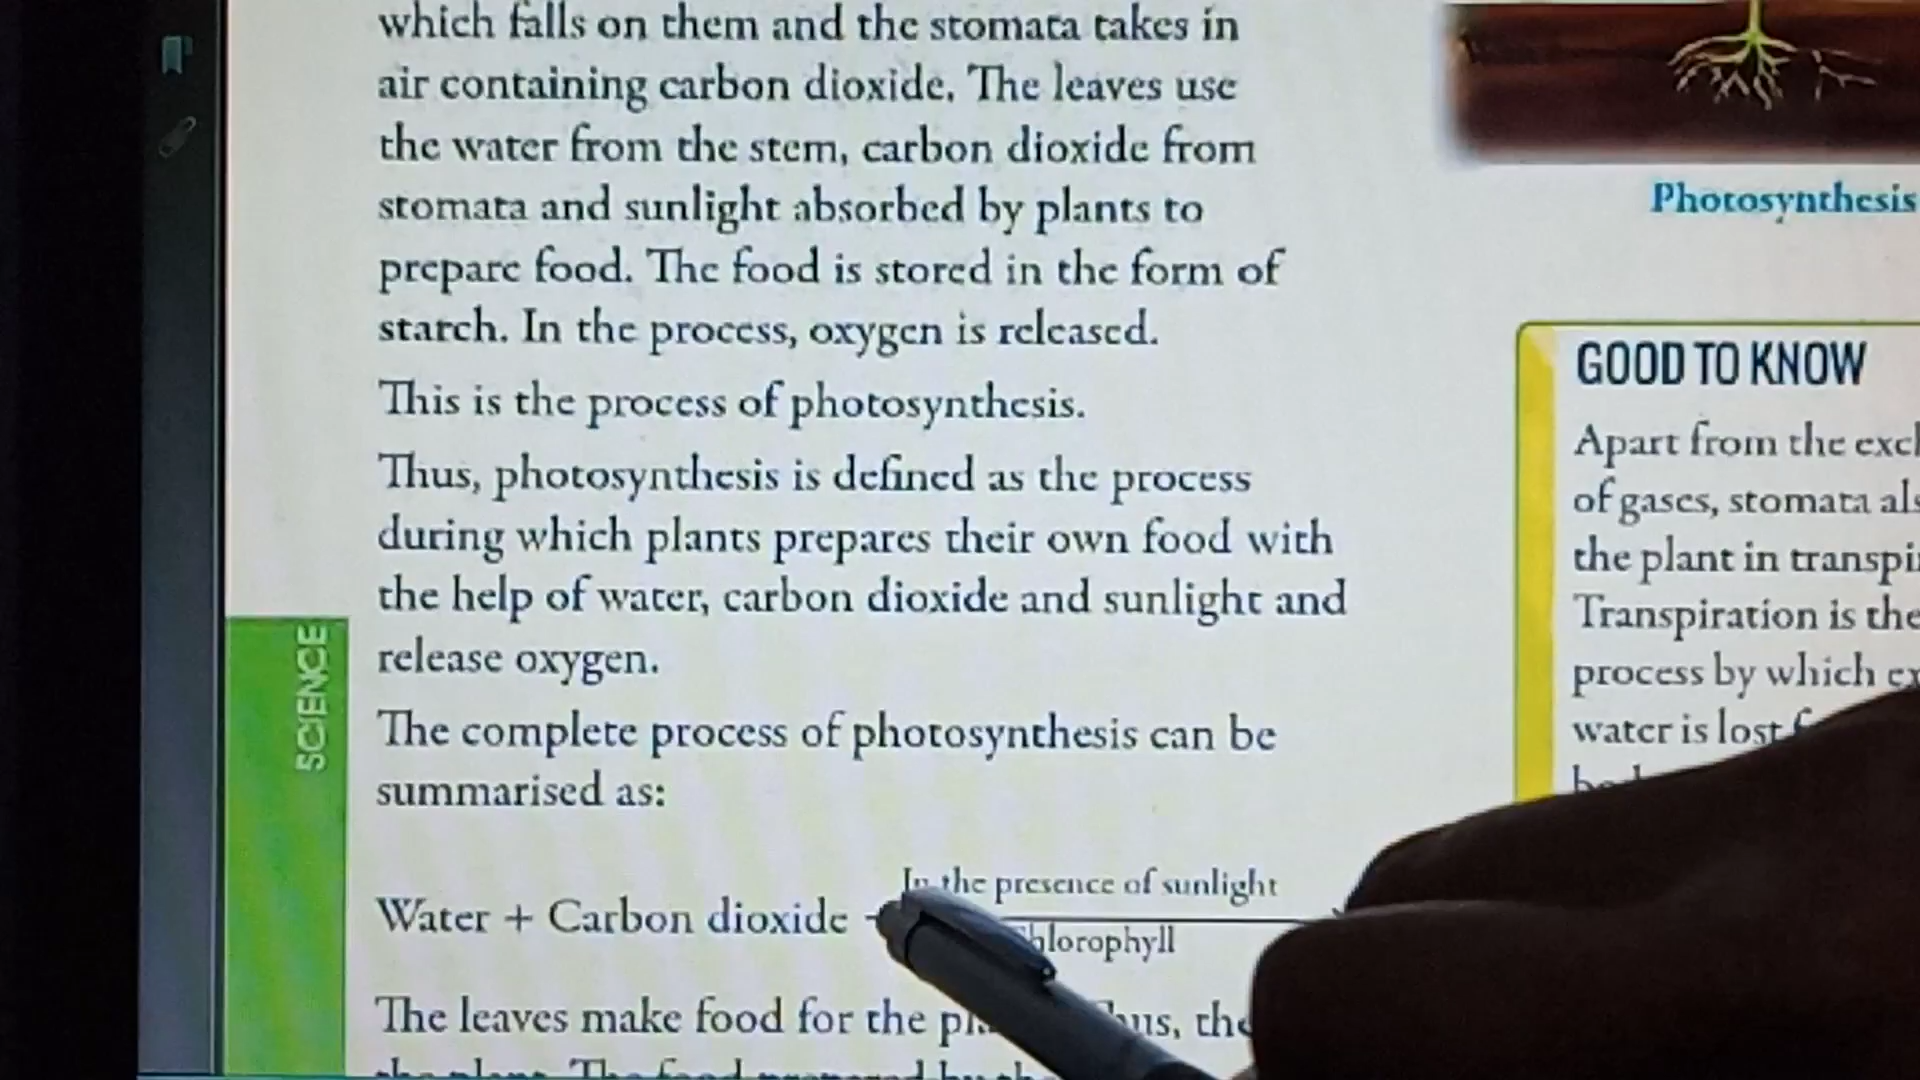 which falls on them and the stomata takes in
air containing carbon dioxide. The leaves use
the water from the stem, carbon dioxide from
stomata and sunlight absorbed by plants to
prepare food. The food is stored in the form of
starch. In the process, oxygen is released.
This is the process of photosynthesis.
Thus, photosynthesis is defined as the process
during which plants prepares their own food with
the help of water, carbon dioxide and sunlight and
release oxygen.
The complete process of photosynthesis can be
summarised as:
In the presence of sunlight
Water + Carbon dioxide
hlorophyll
The leaves make food for the
SCIENCE
Photosynthesis
GOOD TO KNOW
Apart from the
of gases, stomata
the plant in
Transpiration is the
process by which
water is lost